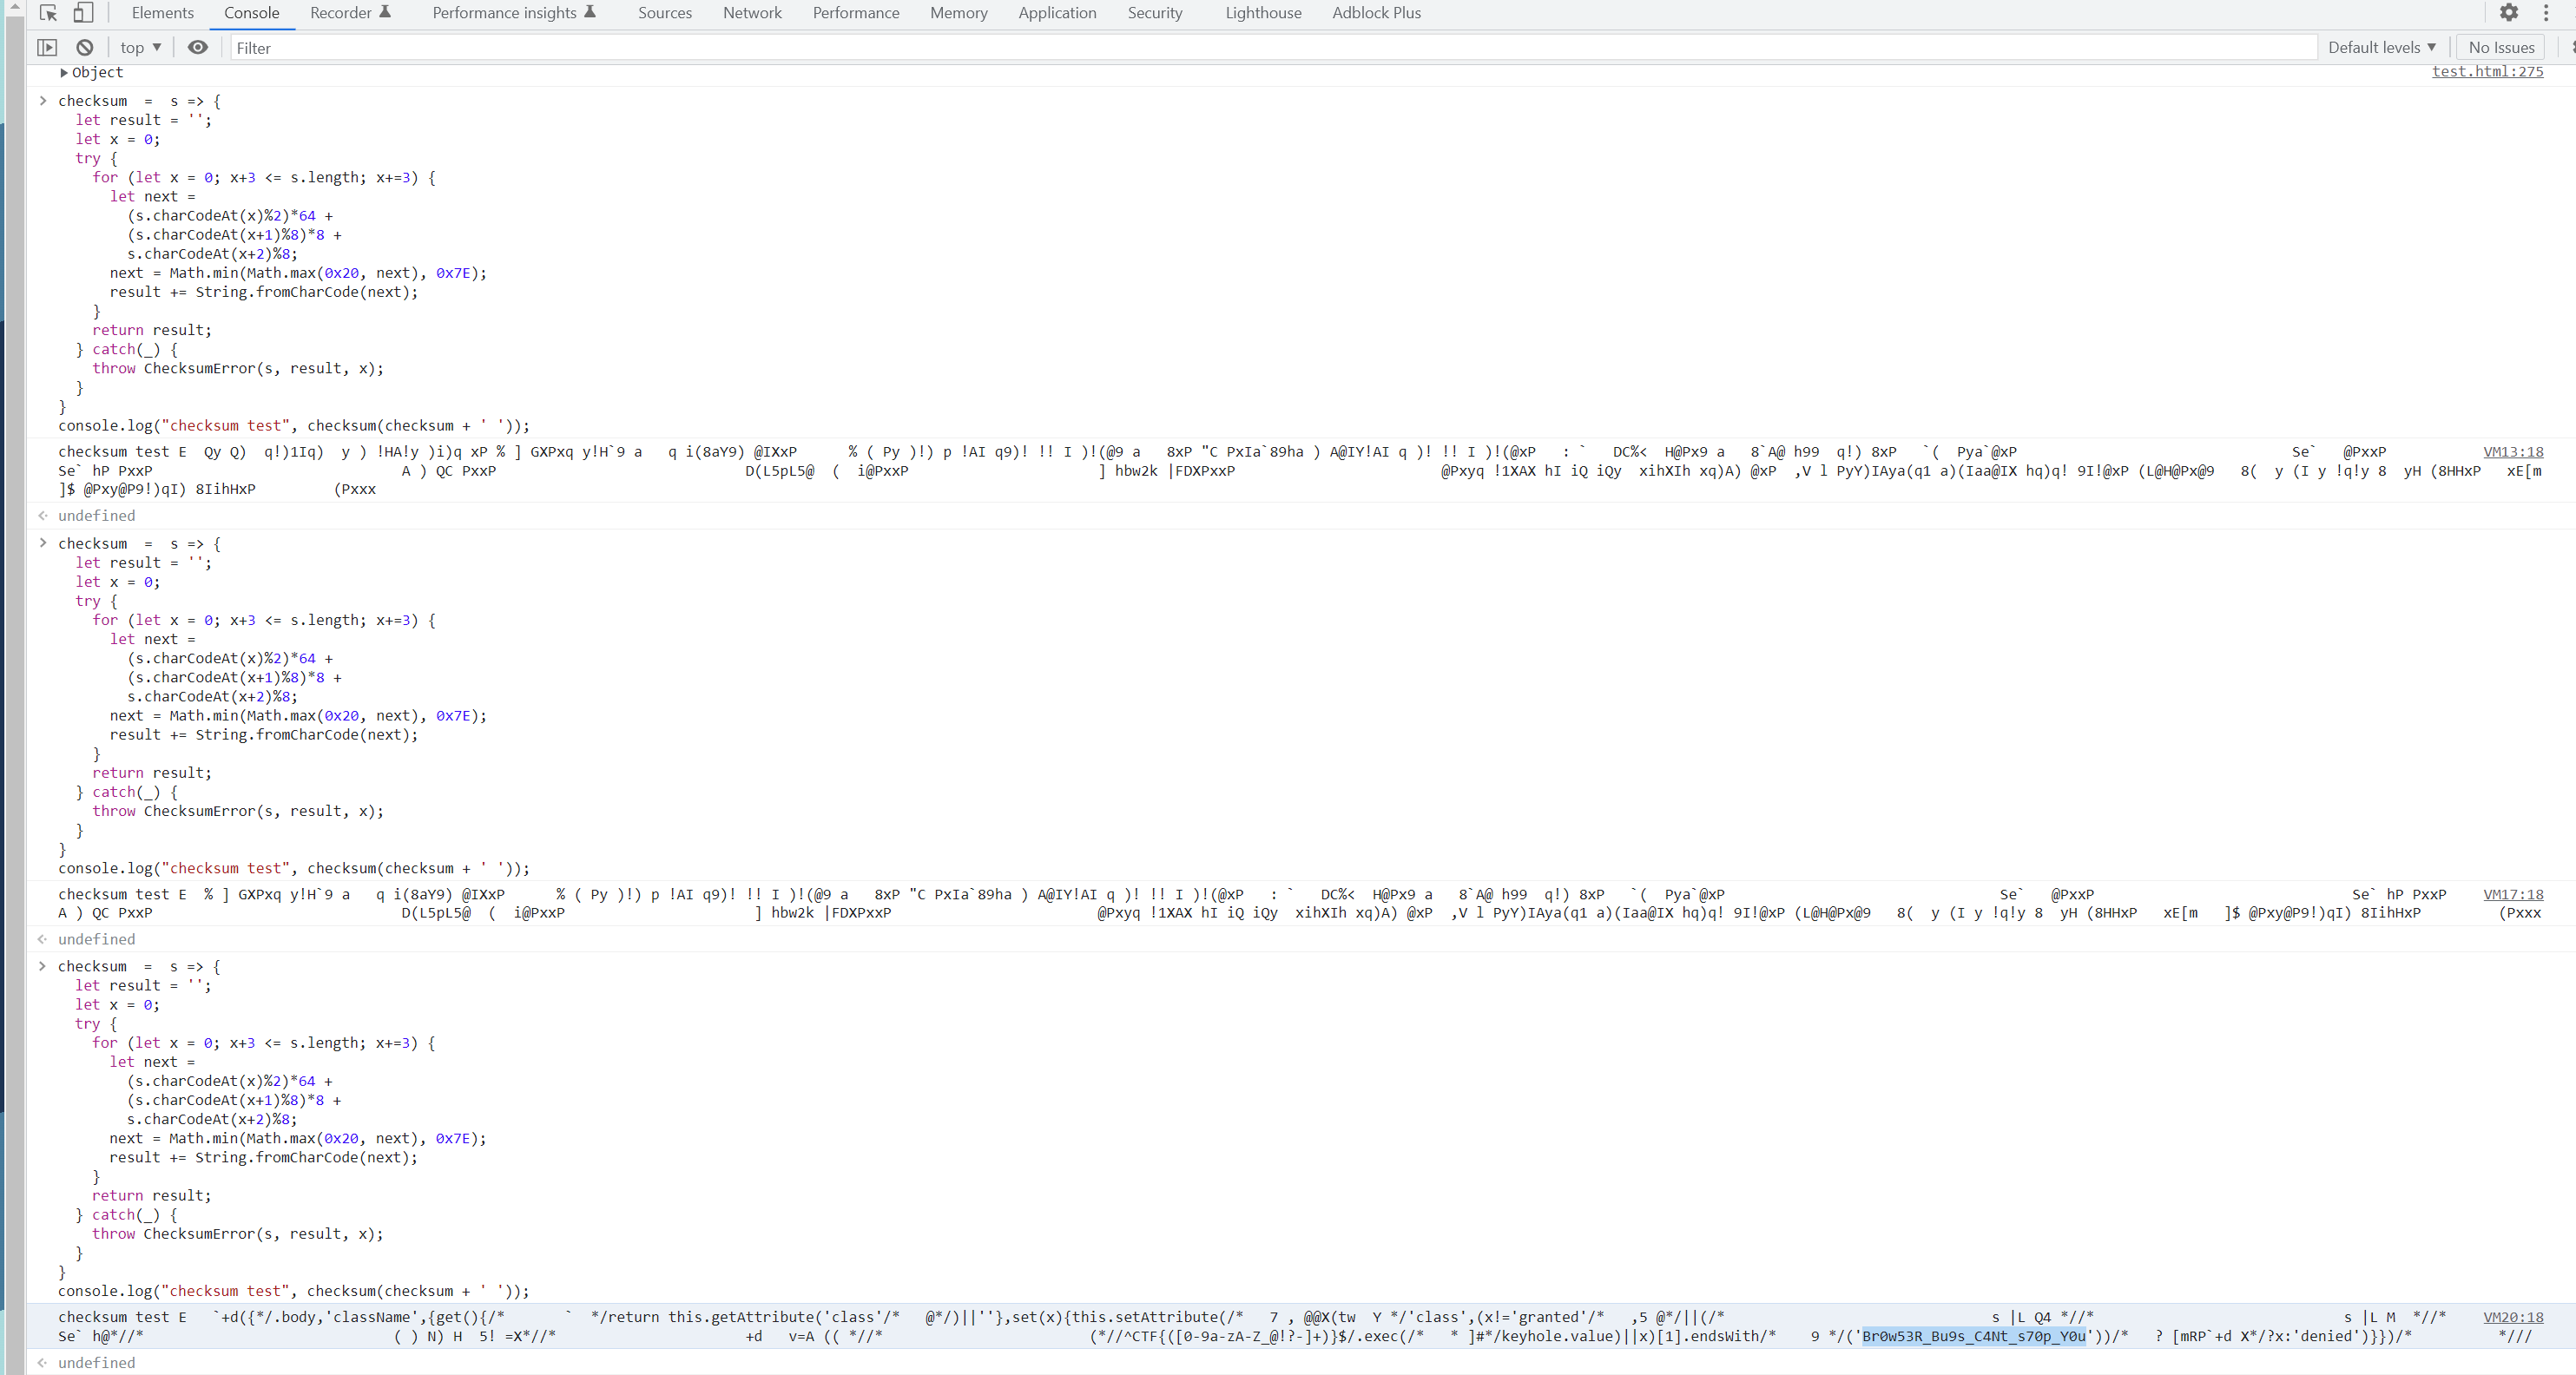 Elements Console Recorder Performance insights Sources Network Performance Memory Application Security Lighthouse Adblock Plus
top ▼ Filter Default levels ▼ No Issues
▶Object test.html:275
checksum  =  s => {
  let result = '';
  let x = 0;
  try {
    for (let x = 0; x+3 <= s.length; x+=3) {
      let next =
        (s.charCodeAt(x)%2)*64 +
        (s.charCodeAt(x+1)%8)*8 +
        s.charCodeAt(x+2)%8;
      next = Math.min(Math.max(0x20, next), 0x7E);
      result += String.fromCharCode(next);
    }
    return result;
  } catch(_) {
    throw ChecksumError(s, result, x);
  }
}
console.log("checksum test", checksum(checksum + ' '));
checksum test E  Qy Q)  q!)1Iq)  y ) !HA!y )i)q xP % ] GXPxq y!H`9 a   q i(8aY9) @IXxP      % ( Py )!) p !AI q9)! !! I )!(@9 a   8xP "C PxIa`89ha ) A@IY!AI q )! !! I )!(@xP   : `   DC%<  H@Px9 a   8`A@ h99  q!) 8xP   `(  Pya`@xP                                Se`   @PxxP VM13:18
Se` hP PxxP                             A ) QC PxxP                             D(L5pL5@  (  i@PxxP                      ] hbw2k |FDXPxxP                        @Pxyq !1XAX hI iQ iQy  xihXIh xq)A) @xP  ,V l PyY)IAya(q1 a)(Iaa@IX hq)q! 9I!@xP (L@H@Px@9   8(  y (I y !q!y 8  yH (8HHxP   xE[m
]$ @Pxy@P9!)qI) 8IihHxP         (Pxxx
undefined
checksum  =  s => {
  let result = '';
  let x = 0;
  try {
    for (let x = 0; x+3 <= s.length; x+=3) {
      let next =
        (s.charCodeAt(x)%2)*64 +
        (s.charCodeAt(x+1)%8)*8 +
        s.charCodeAt(x+2)%8;
      next = Math.min(Math.max(0x20, next), 0x7E);
      result += String.fromCharCode(next);
    }
    return result;
  } catch(_) {
    throw ChecksumError(s, result, x);
  }
}
console.log("checksum test", checksum(checksum + ' '));
checksum test E  % ] GXPxq y!H`9 a   q i(8aY9) @IXxP      % ( Py )!) p !AI q9)! !! I )!(@9 a   8xP "C PxIa`89ha ) A@IY!AI q )! !! I )!(@xP   : `   DC%<  H@Px9 a   8`A@ h99  q!) 8xP   `(  Pya`@xP                                Se`   @PxxP                              Se` hP PxxP VM17:18
A ) QC PxxP                             D(L5pL5@  (  i@PxxP                      ] hbw2k |FDXPxxP                        @Pxyq !1XAX hI iQ iQy  xihXIh xq)A) @xP  ,V l PyY)IAya(q1 a)(Iaa@IX hq)q! 9I!@xP (L@H@Px@9   8(  y (I y !q!y 8  yH (8HHxP   xE[m   ]$ @Pxy@P9!)qI) 8IihHxP         (Pxxx
undefined
checksum  =  s => {
  let result = '';
  let x = 0;
  try {
    for (let x = 0; x+3 <= s.length; x+=3) {
      let next =
        (s.charCodeAt(x)%2)*64 +
        (s.charCodeAt(x+1)%8)*8 +
        s.charCodeAt(x+2)%8;
      next = Math.min(Math.max(0x20, next), 0x7E);
      result += String.fromCharCode(next);
    }
    return result;
  } catch(_) {
    throw ChecksumError(s, result, x);
  }
}
console.log("checksum test", checksum(checksum + ' '));
checksum test E   `+d({*/.body,'className',{get(){/*       `  */return this.getAttribute('class'/*   @*/)||''},set(x){this.setAttribute(/*   7 , @@X(tw  Y */'class',(x!='granted'/*   ,5 @*/||(/*                               s |L Q4 *//*                             s |L M  *//* VM20:18
Se` h@*//*                             ( ) N) H  5! =X*//*                      +d   v=A (( *//*                        (*//^CTF{([0-9a-zA-Z_@!?-]+)}$/.exec(/*   * ]#*/keyhole.value)||x)[1].endsWith/*    9 */('Br0w53R_Bu9s_C4Nt_s70p_Y0u'))/*   ? [mRP`+d X*/?x:'denied')}})/*          *///
undefined